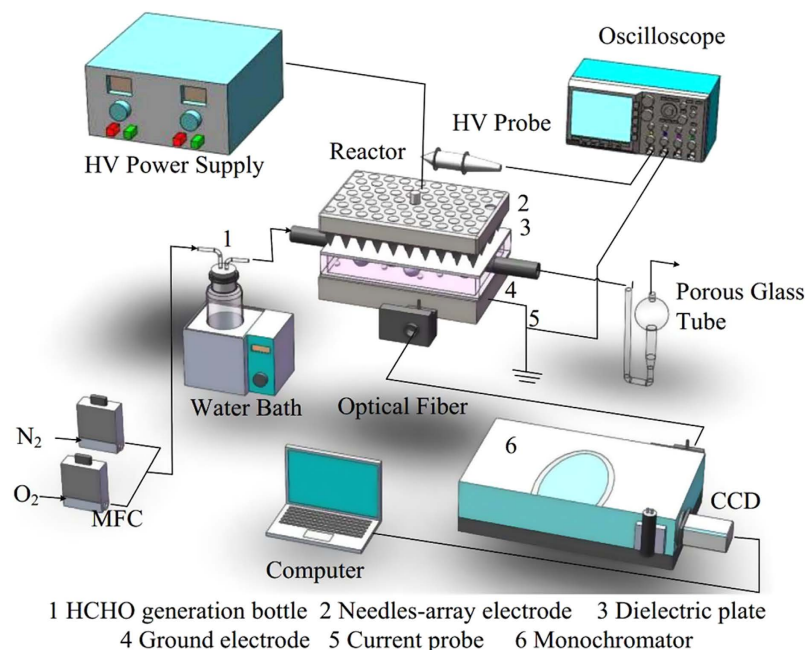 Oscilloscope
HV Probe
HV Power Supply
Reactor
2
3
1
4
5
Porous Glass
Tube
Water Bath
Optical Fiber
N₂
6
O₂
MFC
CCD
Computer
1 HCHO generation bottle 2 Needles-array electrode 3 Dielectric plate
4 Ground electrode 5 Current probe 6 Monochromator